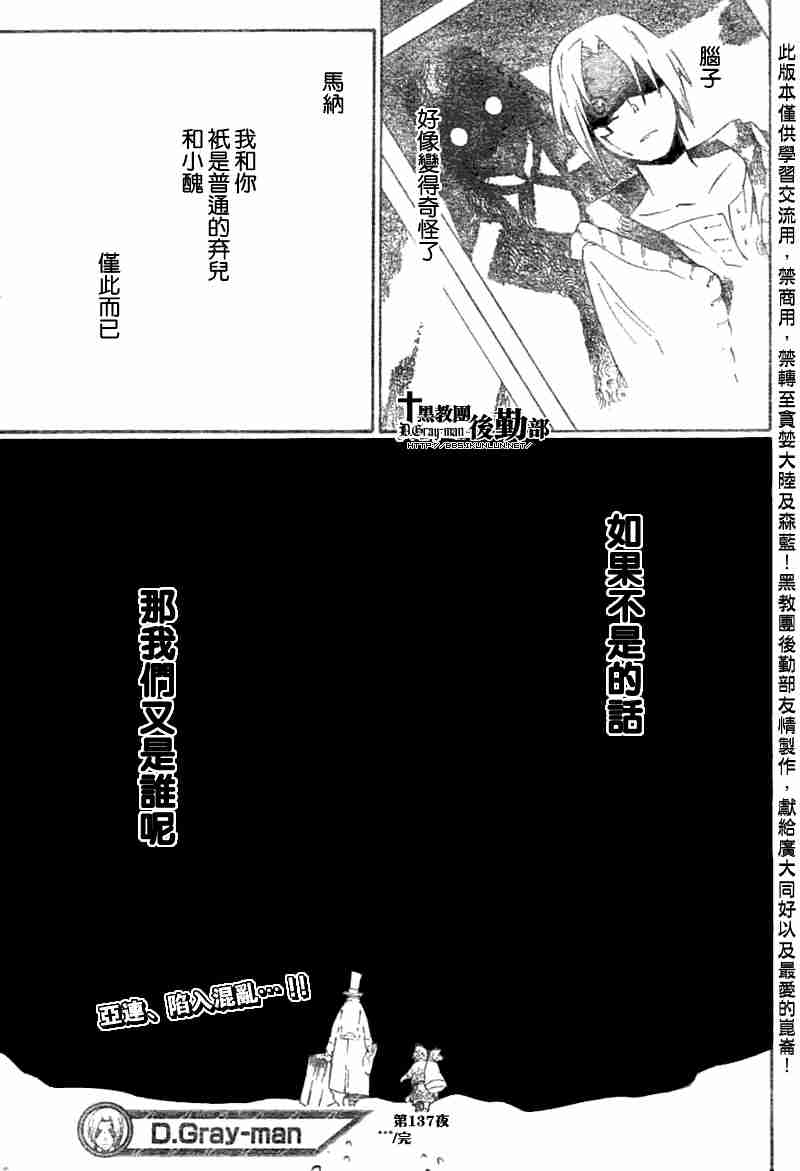 腦子
好像變得奇怪了
馬納
我和你
衹是普通的弃兒
和小醜
僅此而已
黑教團
D.Gray-man
後勤部
HTTP://BBS.IKUNLUN.NET/
如果不是的話
那我們又是誰呢
亞連、陷入混亂…!!
D.Gray-man
第137夜
/完
此版本僅供學習交流用，禁商用，禁轉至貪婪大陸及森藍！黑教團後勤部友情製作，獻給廣大同好以及最愛的崑崙！